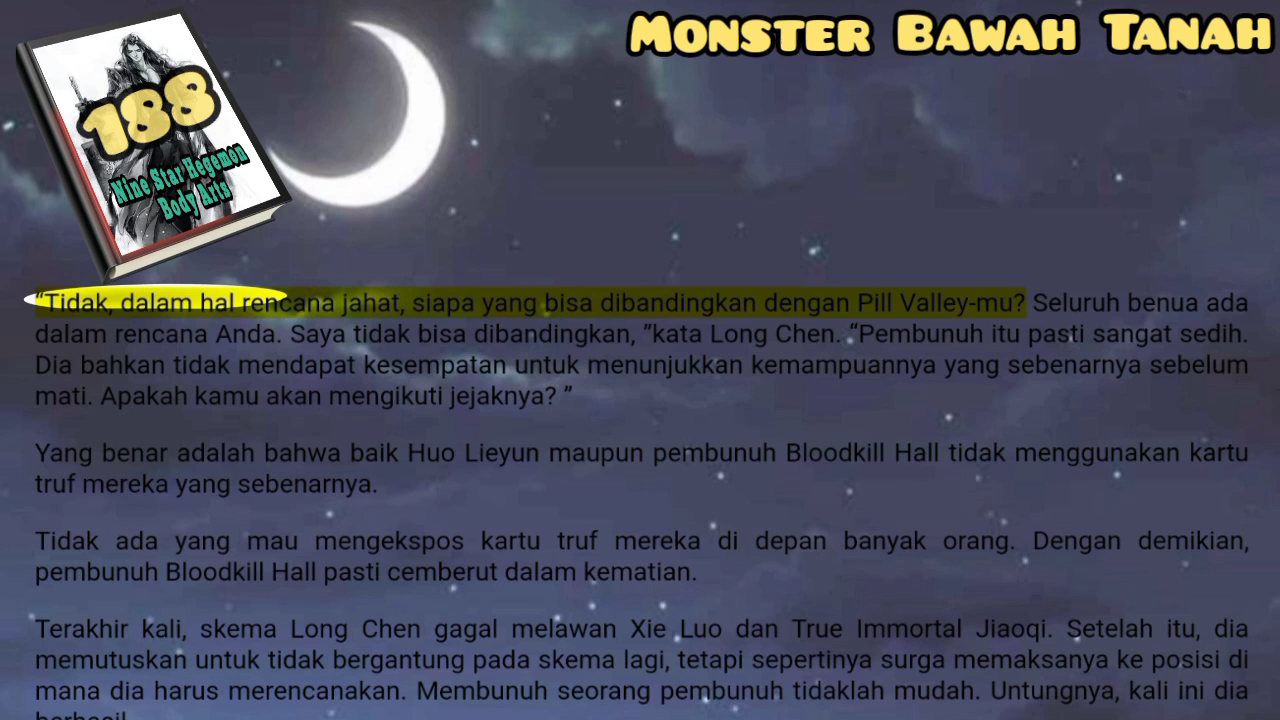 Monster Bawah Tanah
188
Nine Star Hegemon
Body Arts
“Tidak, dalam hal rencana jahat, siapa yang bisa dibandingkan dengan Pill Valley-mu? Seluruh benua ada
dalam rencana Anda. Saya tidak bisa dibandingkan, ”kata Long Chen. “Pembunuh itu pasti sangat sedih.
Dia bahkan tidak mendapat kesempatan untuk menunjukkan kemampuannya yang sebenarnya sebelum
mati. Apakah kamu akan mengikuti jejaknya? ”
Yang benar adalah bahwa baik Huo Lieyun maupun pembunuh Bloodkill Hall tidak menggunakan kartu
truf mereka yang sebenarnya.
Tidak ada yang mau mengekspos kartu truf mereka di depan banyak orang. Dengan demikian,
pembunuh Bloodkill Hall pasti cemberut dalam kematian.
Terakhir kali, skema Long Chen gagal melawan Xie Luo dan True Immortal Jiaoqi. Setelah itu, dia
memutuskan untuk tidak bergantung pada skema lagi, tetapi sepertinya surga memaksanya ke posisi di
mana dia harus merencanakan. Membunuh seorang pembunuh tidaklah mudah. Untungnya, kali ini dia